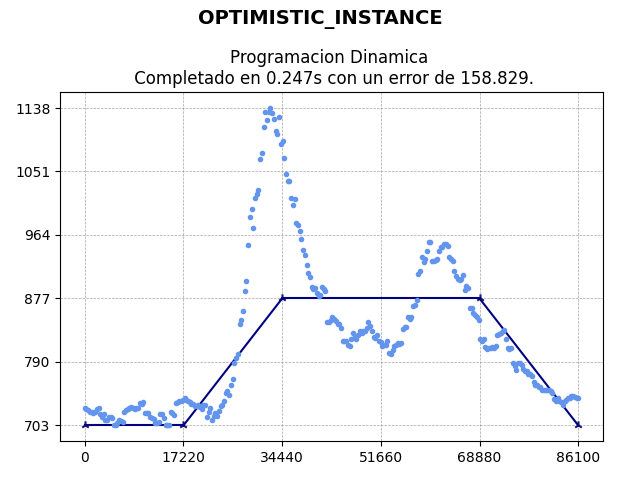 OPTIMISTIC_INSTANCE
Programacion Dinamica
Completado en 0.247s con un error de 158.829.
1138
1051
964
877
790
703
0 17220 34440 51660 68880 86100